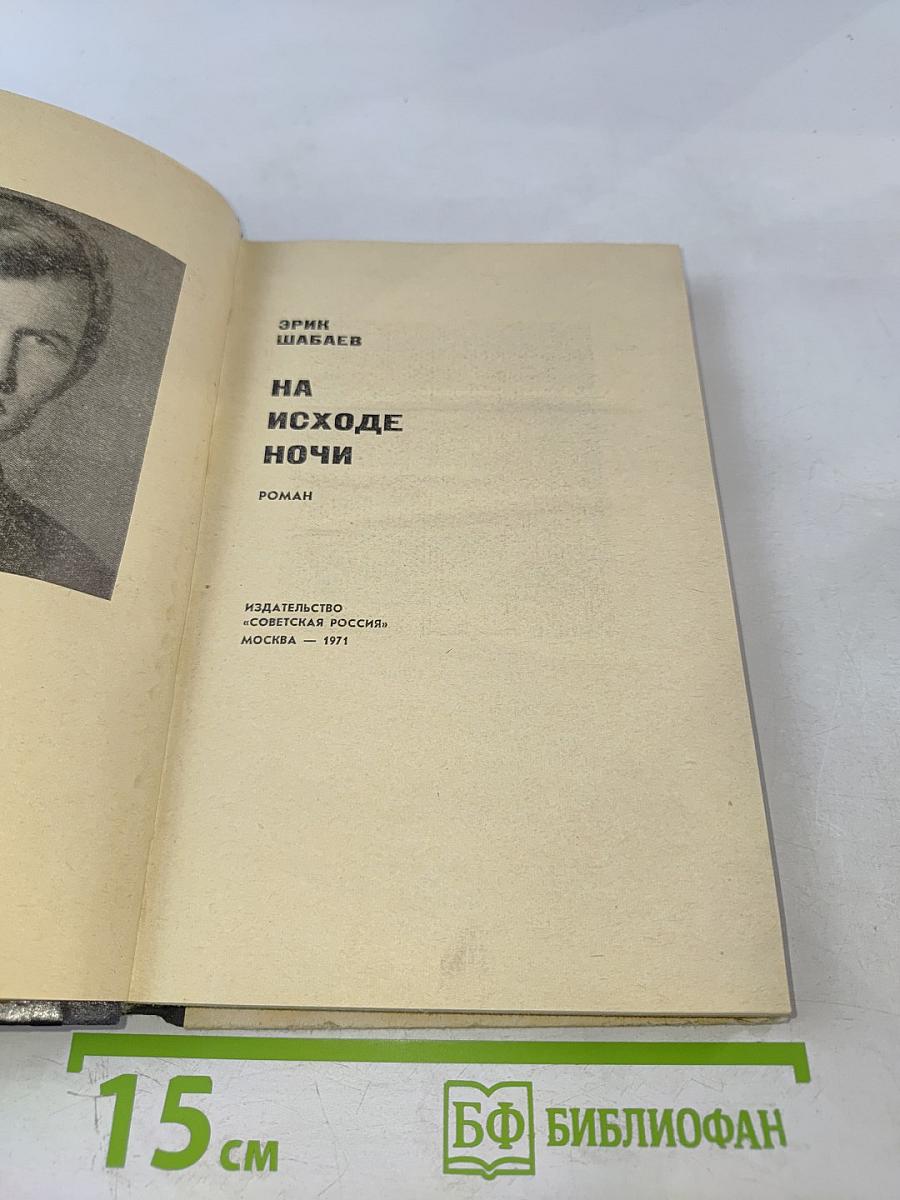 ЭРИК
ШАБАЕВ
НА
ИСХОДЕ
НОЧИ
РОМАН
ИЗДАТЕЛЬСТВО
«СОВЕТСКАЯ РОССИЯ»
МОСКВА — 1971
15 см
БФ БИБЛИОФАН